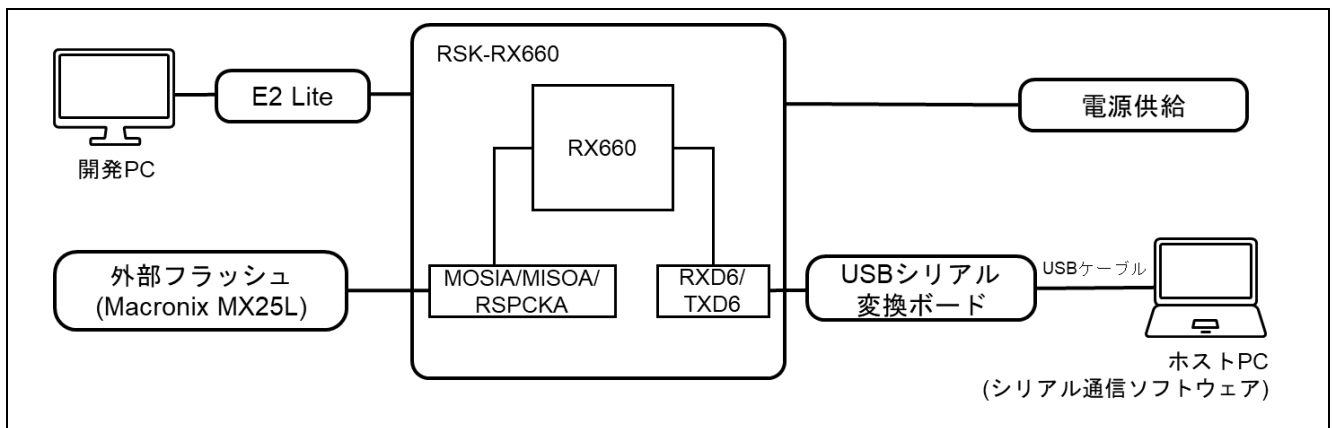 RSK-RX660
E2 Lite
開発PC
RX660
電源供給
外部フラッシュ
(Macronix MX25L)
MOSIA/MISOA/
RSPCKA
RXD6/
TXD6
USBシリアル
変換ボード
USBケーブル
ホストPC
(シリアル通信ソフトウェア)